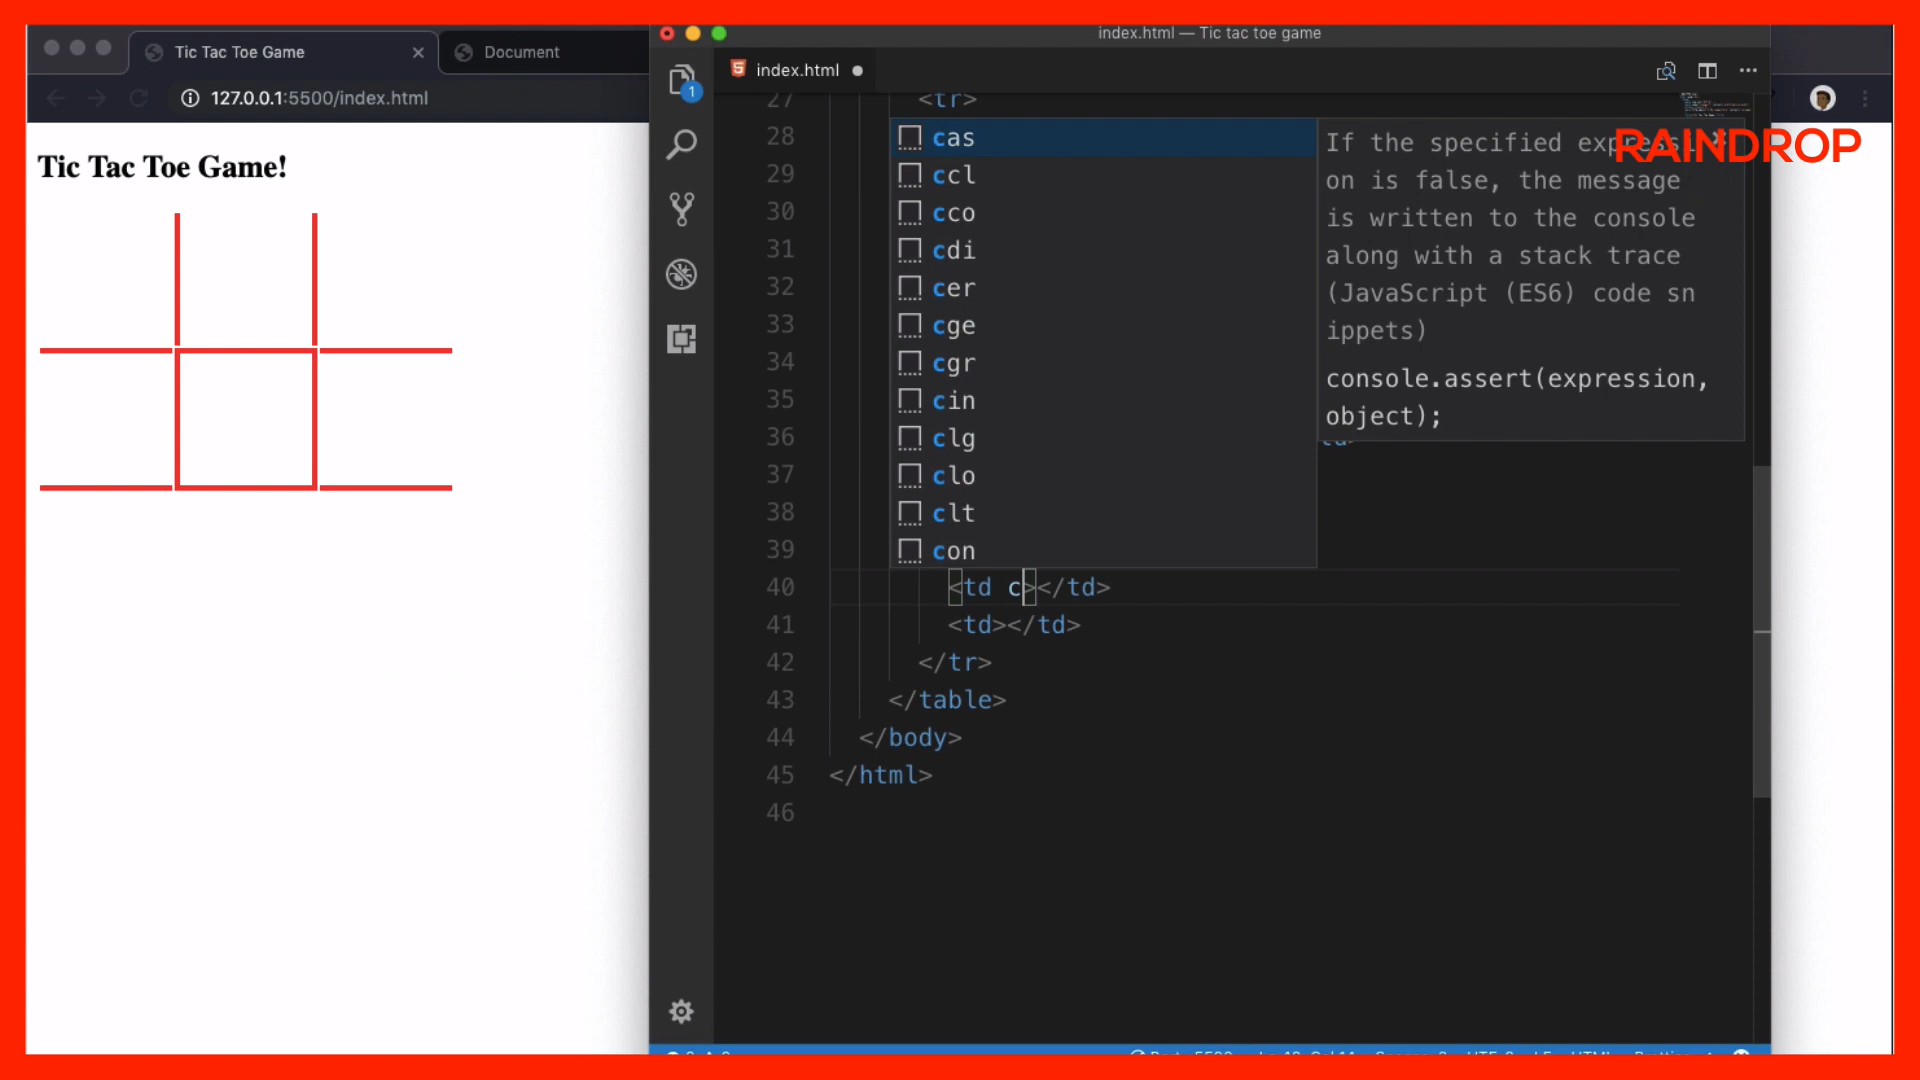 Tic Tac Toe Game
Document
127.0.0.1:5500/index.html
Tic Tac Toe Game!
index.html — Tic tac toe game
index.html
1
RAINDROP
27 <tr>
28
29
30
31
32
33
34
35
36
37
38
39
cas
ccl
cco
cdi
cer
cge
cgr
cin
clg
clo
clt
con
If the specified expressi
on is false, the message
is written to the console
along with a stack trace
(JavaScript (ES6) code sn
ippets)
console.assert(expression,
object);
40 <td c></td>
41 <td></td>
42 </tr>
43 </table>
44 </body>
45 </html>
46